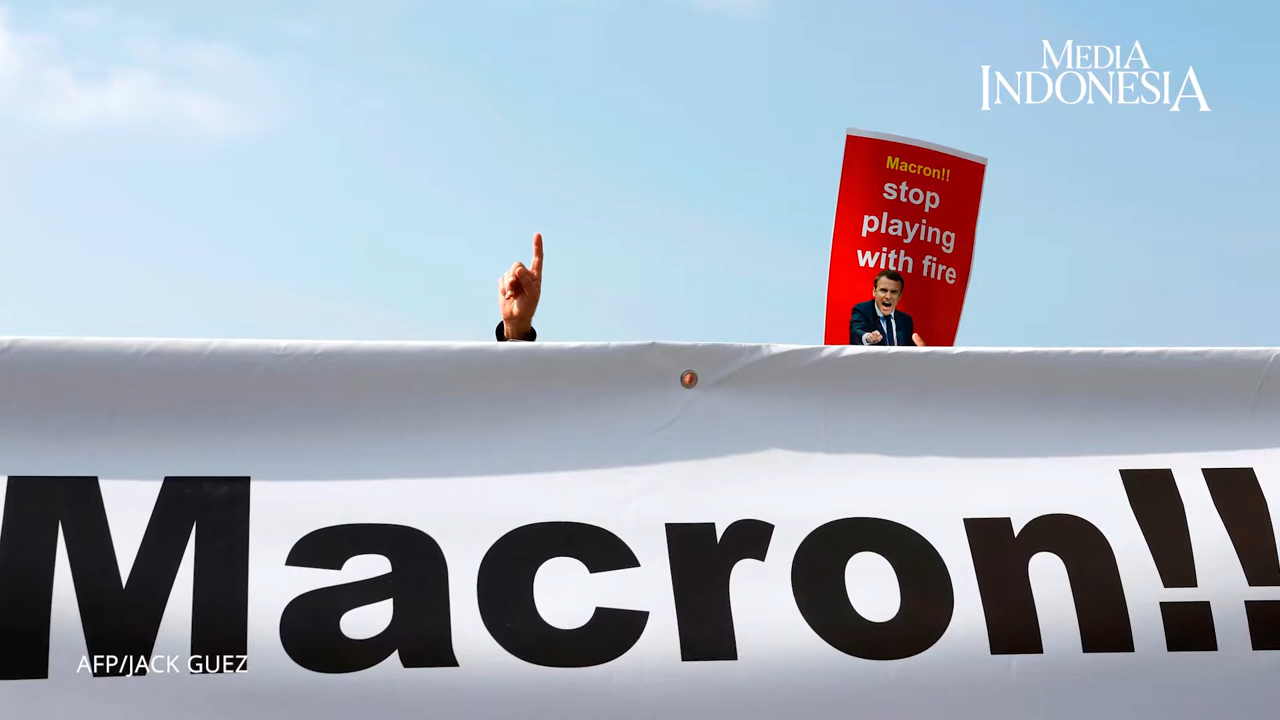 MEDIA
INDONESIA
Macron!!
stop
playing
with fire
Macron!!
AFP/JACK GUEZ